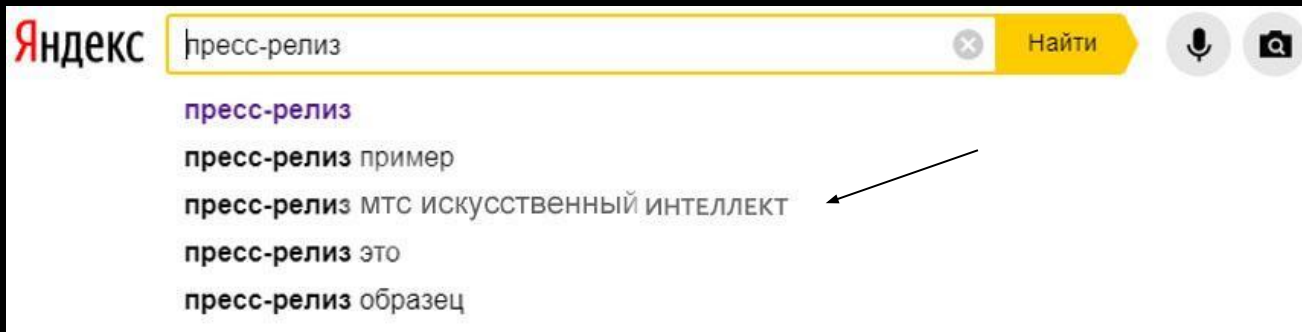 Яндекс пресс-релиз Найти
пресс-релиз
пресс-релиз пример
пресс-релиз мтс искусственный интеллект
пресс-релиз это
пресс-релиз образец